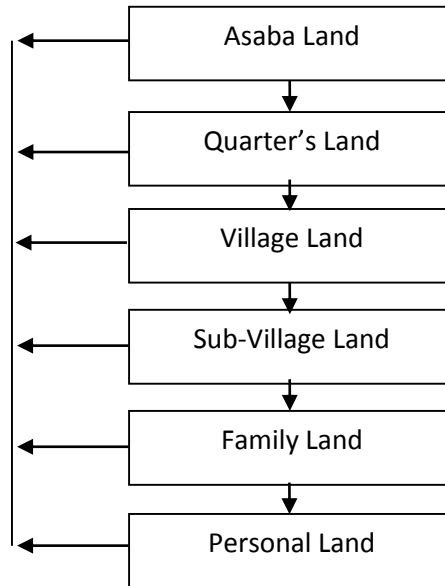 Asaba Land
Quarter’s Land
Village Land
Sub-Village Land
Family Land
Personal Land